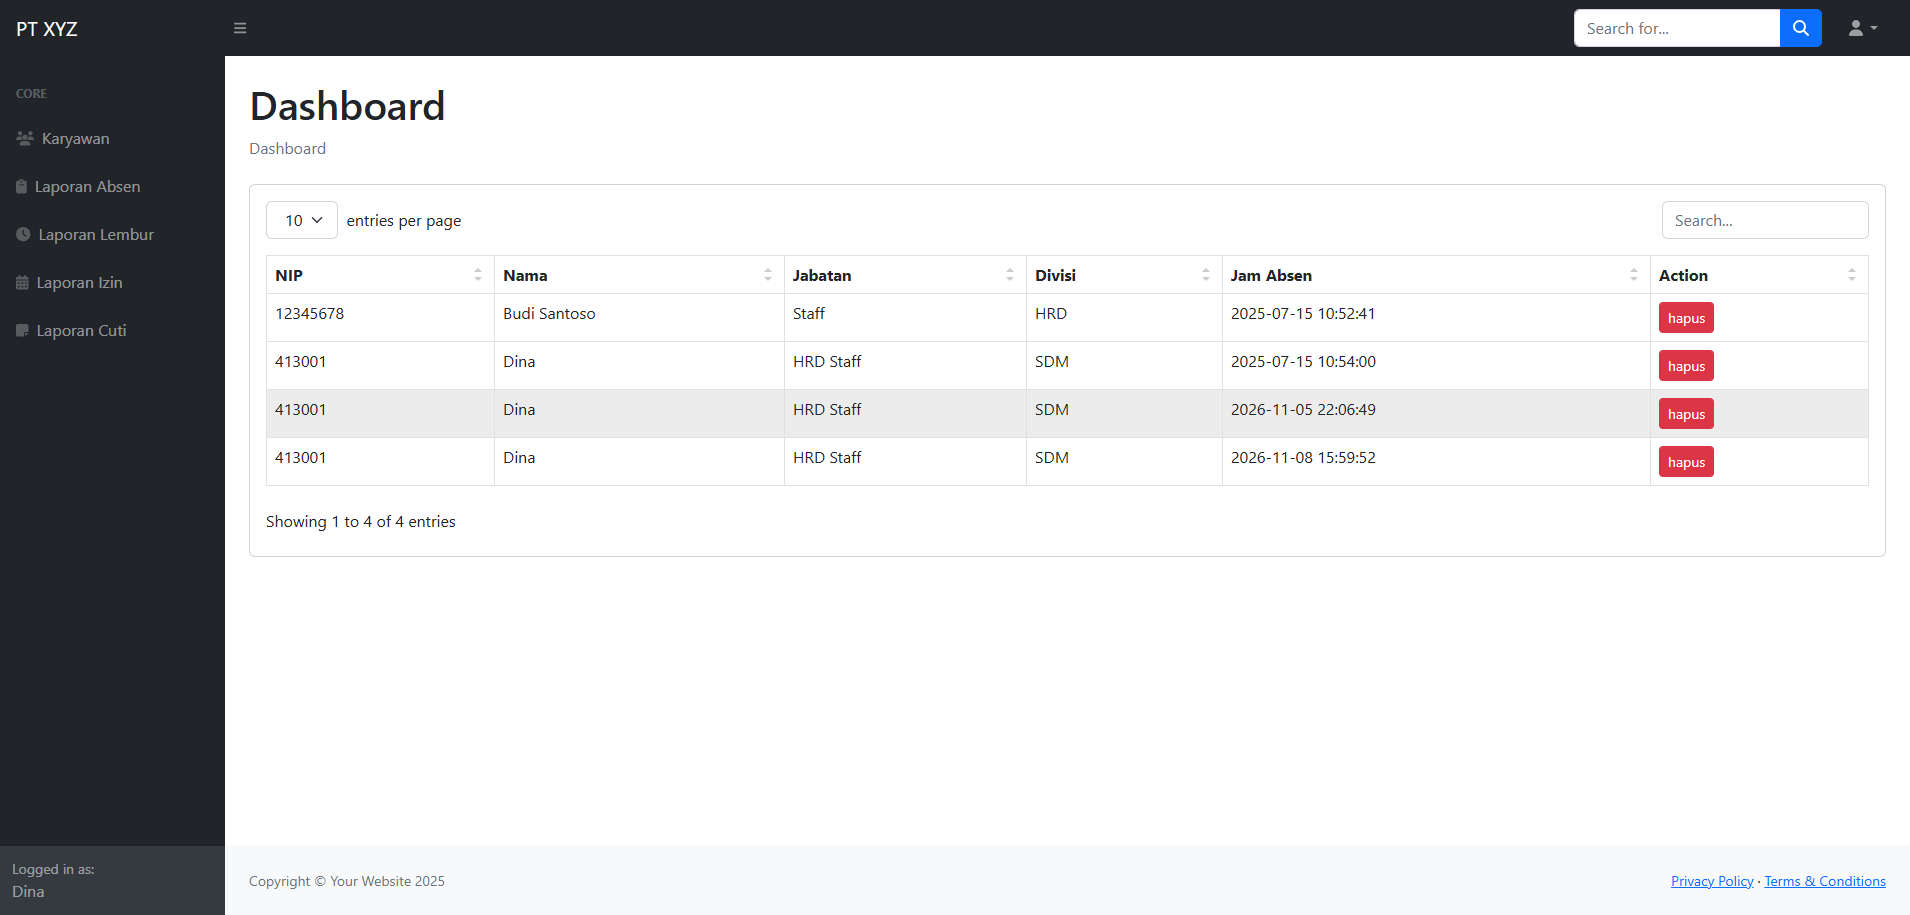 PT XYZ
Search for...
CORE
Karyawan
Laporan Absen
Laporan Lembur
Laporan Izin
Laporan Cuti
Logged in as:
Dina
Dashboard
Dashboard
10 entries per page
Search...
NIP Nama Jabatan Divisi Jam Absen Action
12345678 Budi Santoso Staff HRD 2025-07-15 10:52:41 hapus
413001 Dina HRD Staff SDM 2025-07-15 10:54:00 hapus
413001 Dina HRD Staff SDM 2026-11-05 22:06:49 hapus
413001 Dina HRD Staff SDM 2026-11-08 15:59:52 hapus
Showing 1 to 4 of 4 entries
Copyright © Your Website 2025
Privacy Policy · Terms & Conditions